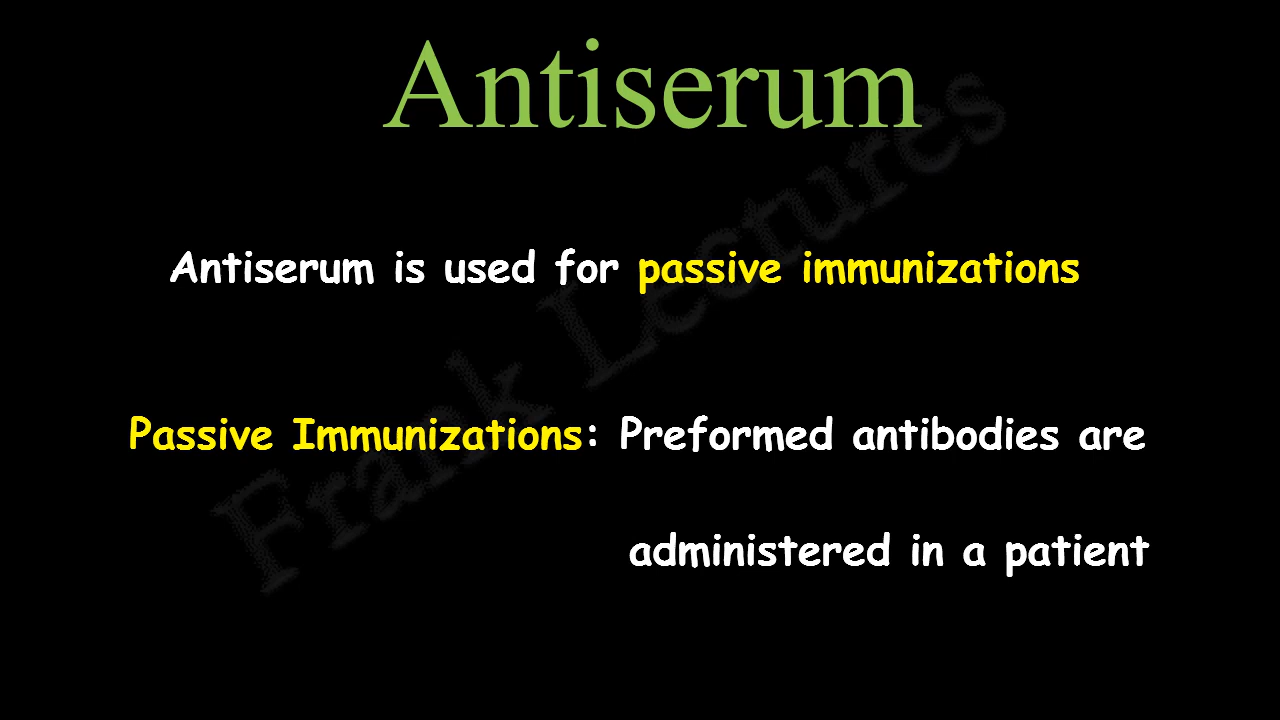 Antiserum
Antiserum is used for passive immunizations
Passive Immunizations: Preformed antibodies are
administered in a patient
Frank Lectures